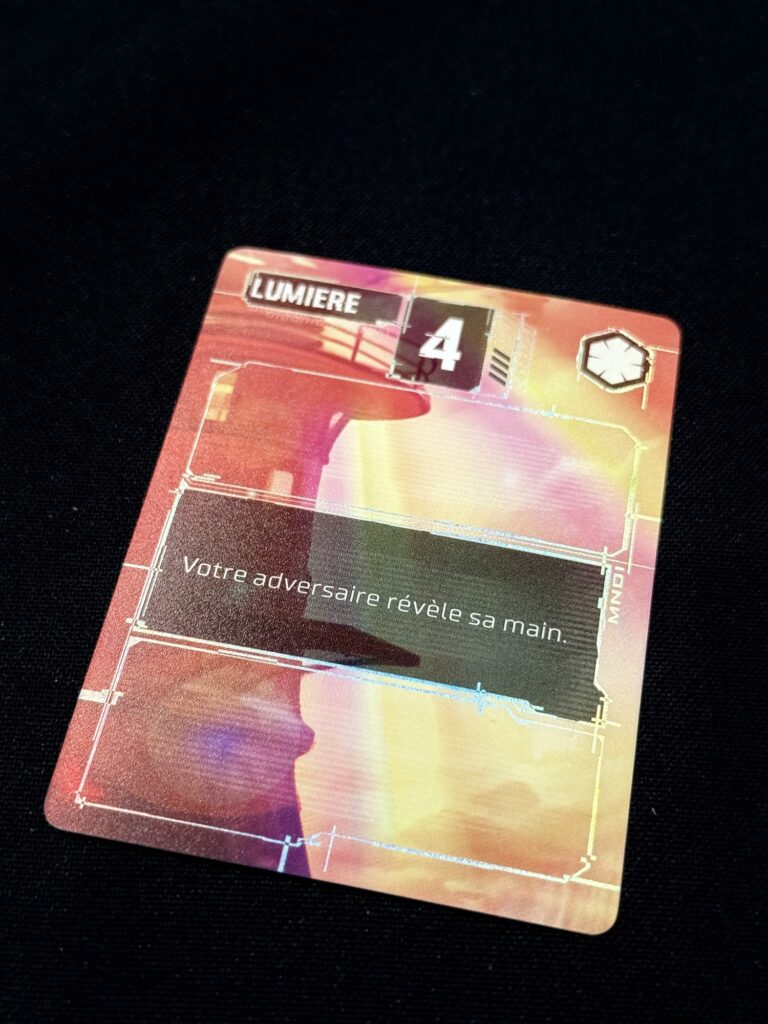 LUMIERE
4
Votre adversaire révèle sa main.
MN01